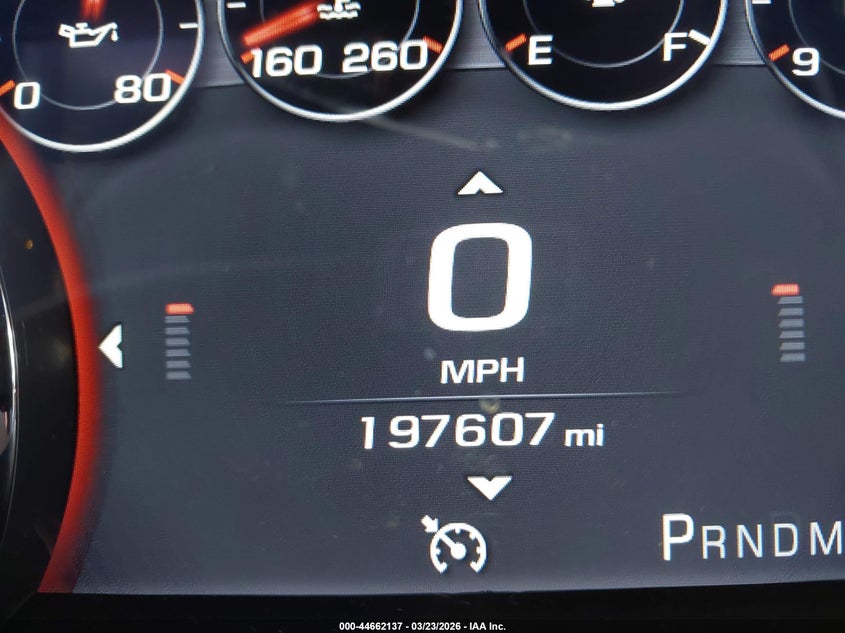 0 80 160 260 E F 9
0
MPH
197607 mi
PRNDM
000-44662137 - 03/23/2026 - IAA Inc.